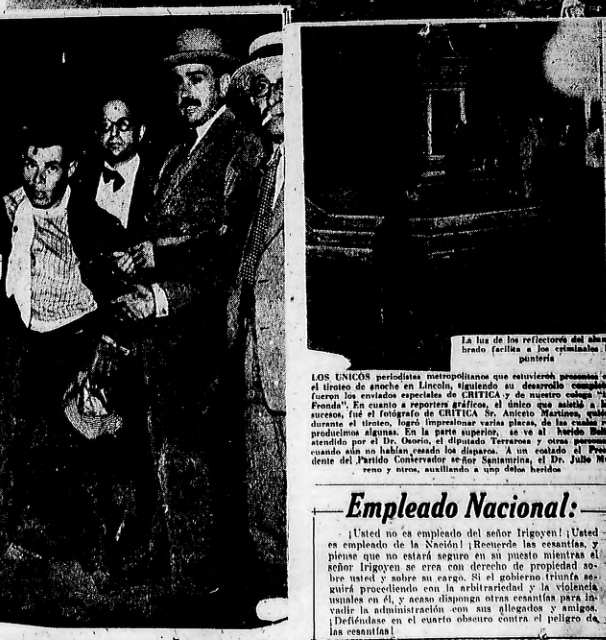 La luz de los reflectores del alum
brado facilita a los criminales l
puntería
LOS UNICOS periodistas metropolitanos que estuvieron presentes e
el tiroteo de anoche en Lincoln, siguiendo su desarrollo complet
fueron los enviados especiales de CRITICA y de nuestro colega "L
Fronda". En cuanto a reporters gráficos, el único que asistió a l
sucesos, fué el fotógrafo de CRITICA Sr. Aniceto Martínez, quié
durante el tiroteo, logró impresionar varias placas, de las cuales r
producimos algunas. En la parte superior, se ve al herido
atendido por el Dr. Osorio, el diputado Terrarosa y otras persona
cuando aún no habían cesado los disparos. A un costado el Presi
dente del Partido Conservador señor Santamrina, el Dr. Julio M
reno y otros, auxiliando a uno delos heridos
Empleado Nacional:
¡Usted no es empleado del señor Irigoyen! ¡Usted
es empleado de la Nación! ¡Recuerde las cesantías, y
piense que no estará seguro en su puesto mientras el
señor Irigoyen se crea con derecho de propiedad so-
bre usted y sobre su cargo. Si el gobierno triunfa se-
guirá procediendo con la arbitrariedad y la violencia
usuales en él, y acaso disponga otras cesantías para in-
vadir la administración con sus allegados y amigos.
¡Defiéndase en el cuarto obscuro contra el peligro de
las cesantías!